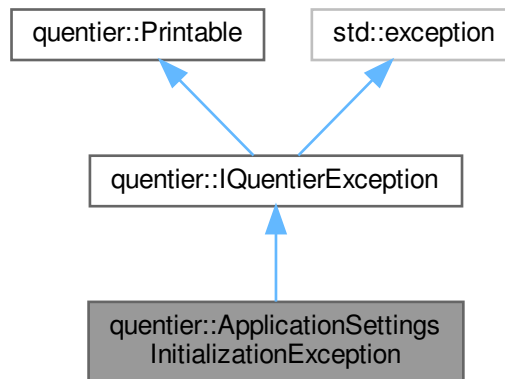 quentier::Printable
std::exception
quentier::IQuentierException
quentier::ApplicationSettings
InitializationException